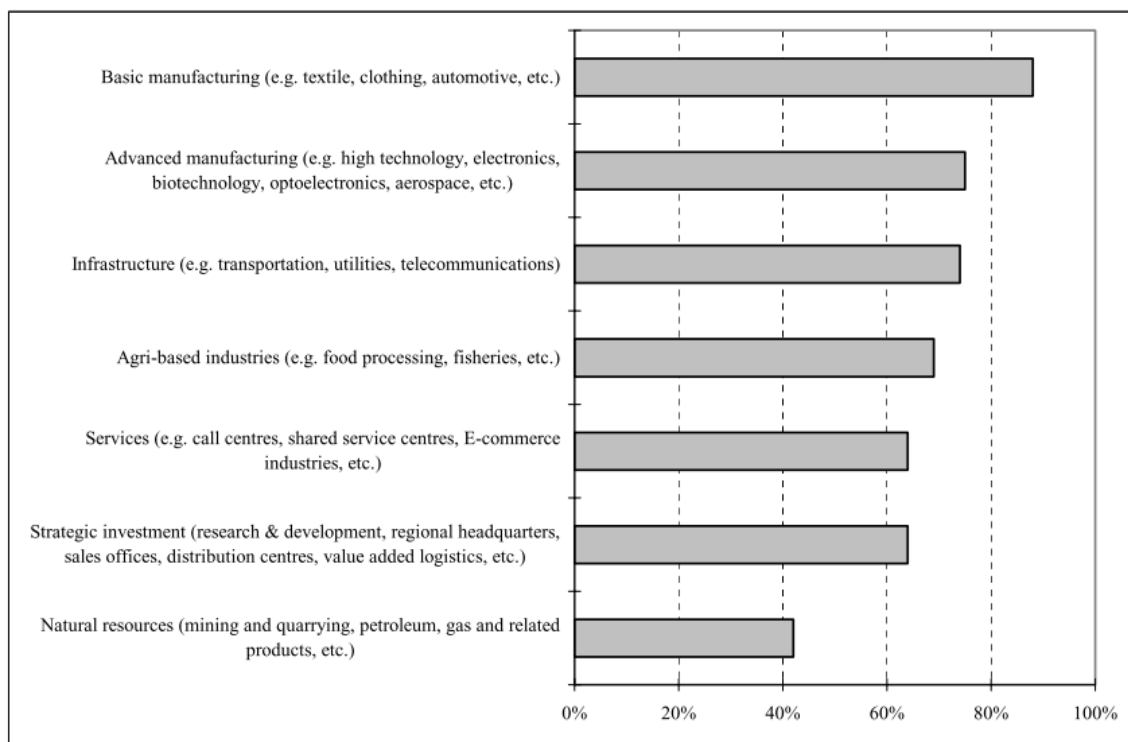 Basic manufacturing (e.g. textile, clothing, automotive, etc.)
Advanced manufacturing (e.g. high technology, electronics,
biotechnology, optoelectronics, aerospace, etc.)
Infrastructure (e.g. transportation, utilities, telecommunications)
Agri-based industries (e.g. food processing, fisheries, etc.)
Services (e.g. call centres, shared service centres, E-commerce
industries, etc.)
Strategic investment (research & development, regional headquarters,
sales offices, distribution centres, value added logistics, etc.)
Natural resources (mining and quarrying, petroleum, gas and related
products, etc.)
0% 20% 40% 60% 80% 100%